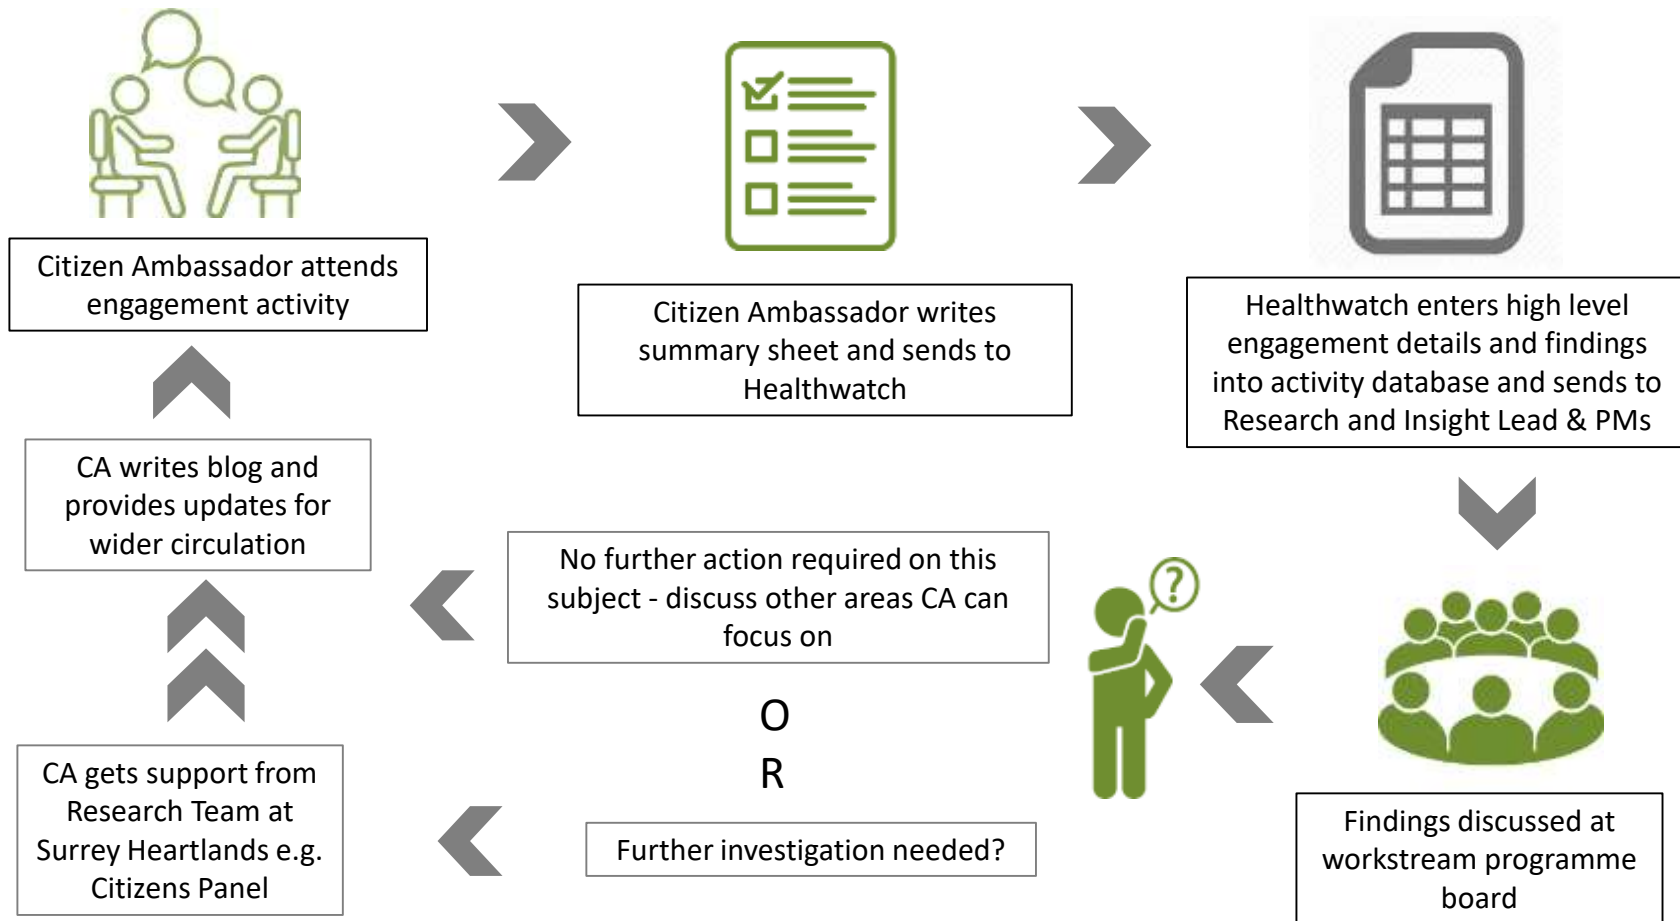 Citizen Ambassador attends
engagement activity
Citizen Ambassador writes
summary sheet and sends to
Healthwatch
Healthwatch enters high level
engagement details and findings
into activity database and sends to
Research and Insight Lead & PMs
Findings discussed at
workstream programme
board
?
No further action required on this
subject - discuss other areas CA can
focus on
O
R
Further investigation needed?
CA gets support from
Research Team at
Surrey Heartlands e.g.
Citizens Panel
CA writes blog and
provides updates for
wider circulation